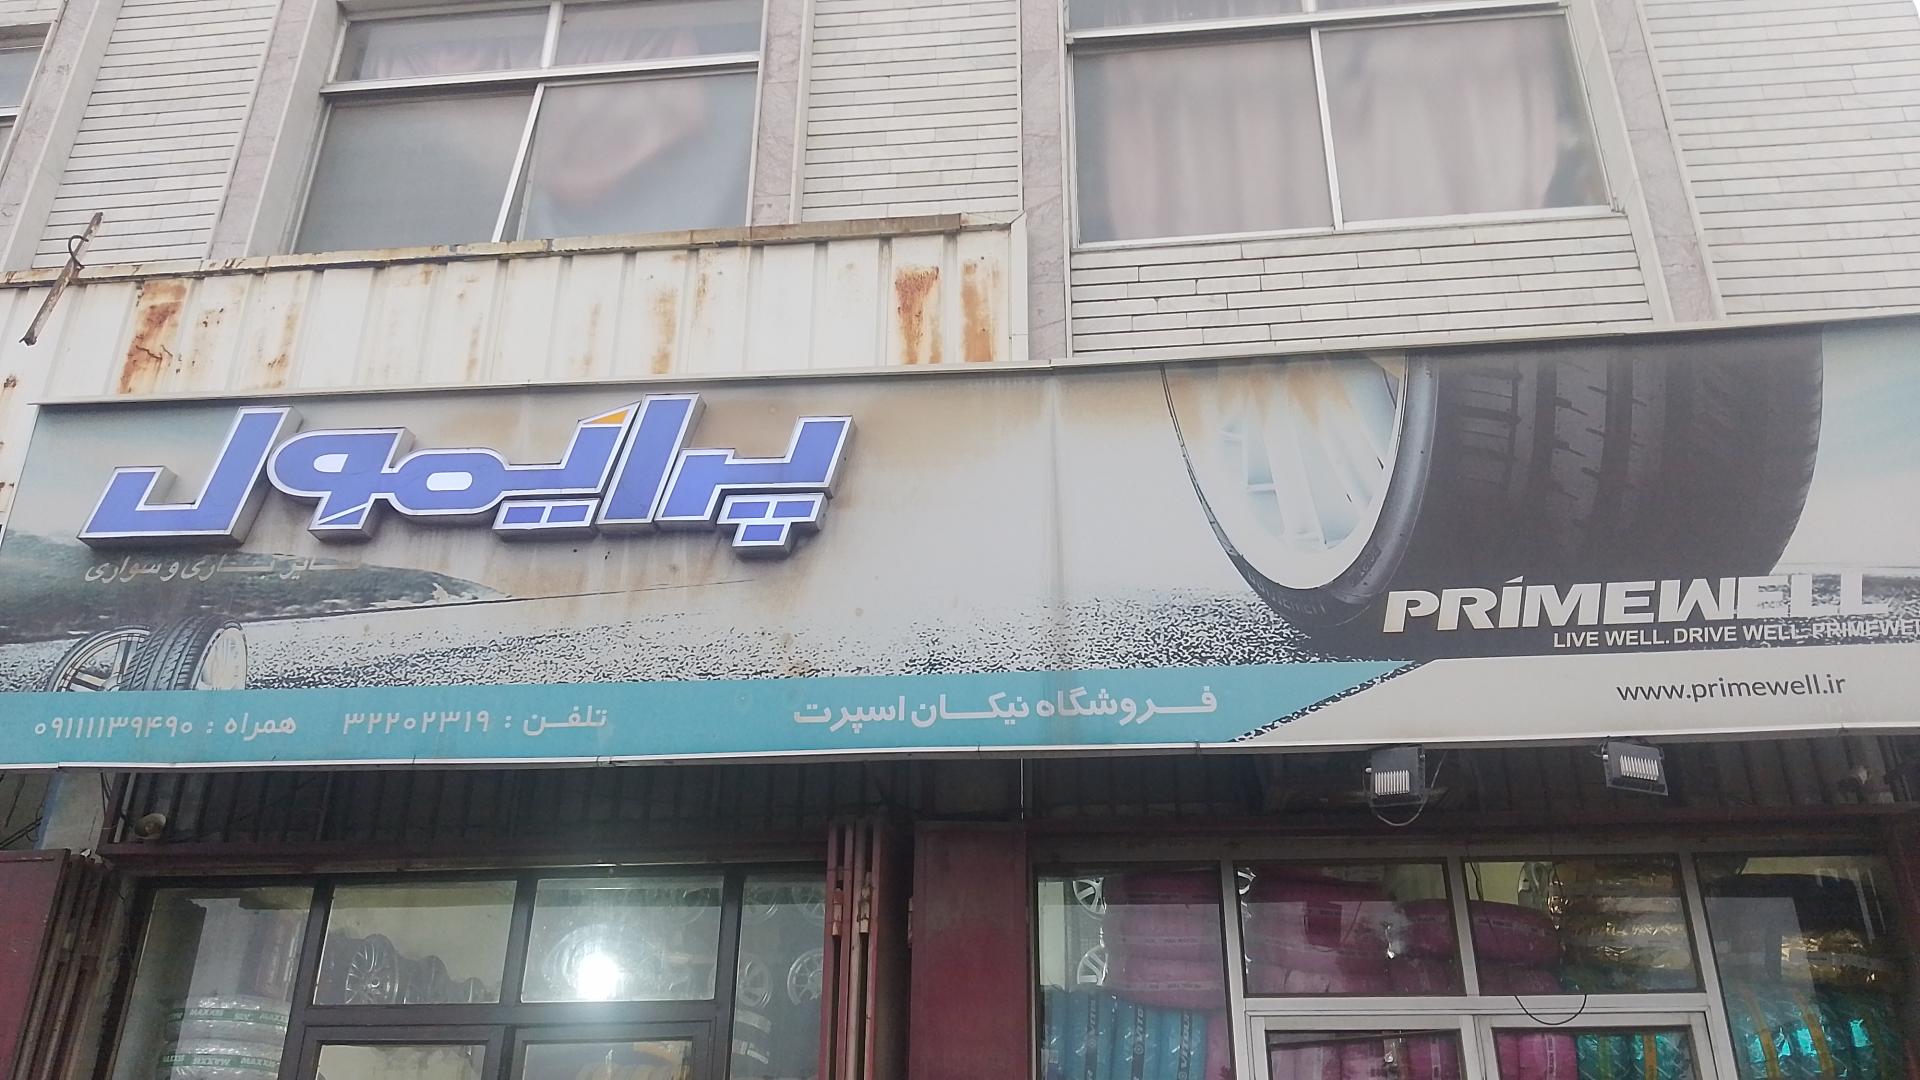 پرایمول
تایر باری و سواری
PRIMEWELL
LIVE WELL. DRIVE WELL. PRIMEWELL
www.primewell.ir
فروشگاه نیکان اسپرت
تلفن : ۳۲۲۰۲۳۱۹ همراه : ۰۹۱۱۱۱۳۹۴۹۰